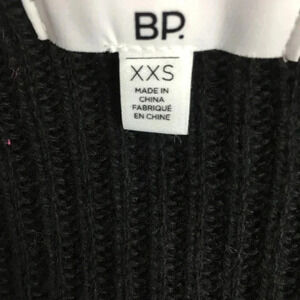 BP.
XXS
MADE IN
CHINA
FABRIQUÉ
EN CHINE